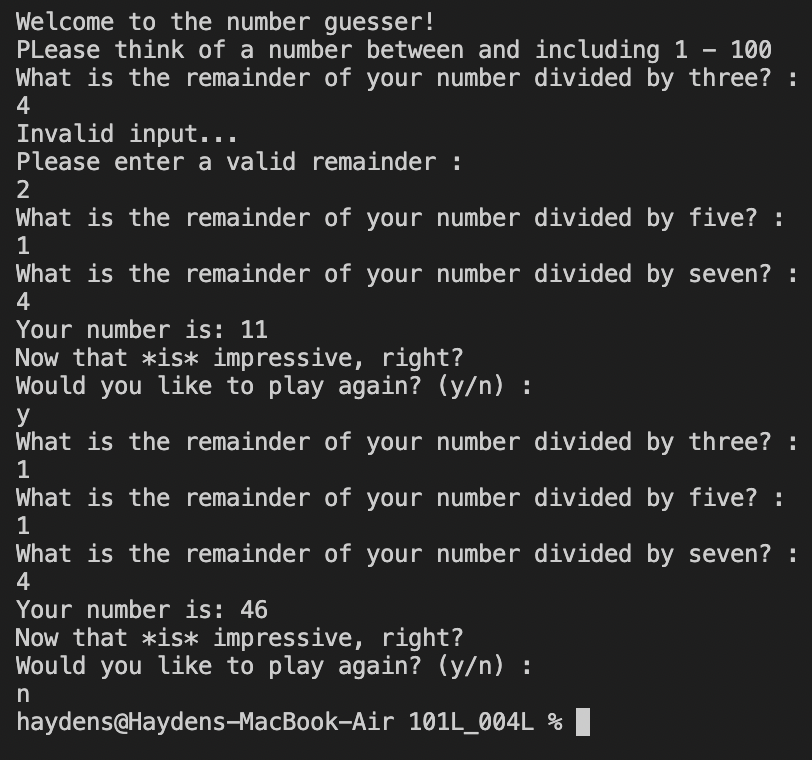 Welcome to the number guesser!
PLease think of a number between and including 1 - 100
What is the remainder of your number divided by three? :
4
Invalid input...
Please enter a valid remainder :
2
What is the remainder of your number divided by five? :
1
What is the remainder of your number divided by seven? :
4
Your number is: 11
Now that *is* impressive, right?
Would you like to play again? (y/n) :
y
What is the remainder of your number divided by three? :
1
What is the remainder of your number divided by five? :
1
What is the remainder of your number divided by seven? :
4
Your number is: 46
Now that *is* impressive, right?
Would you like to play again? (y/n) :
n
haydens@Haydens-MacBook-Air 101L_004L %